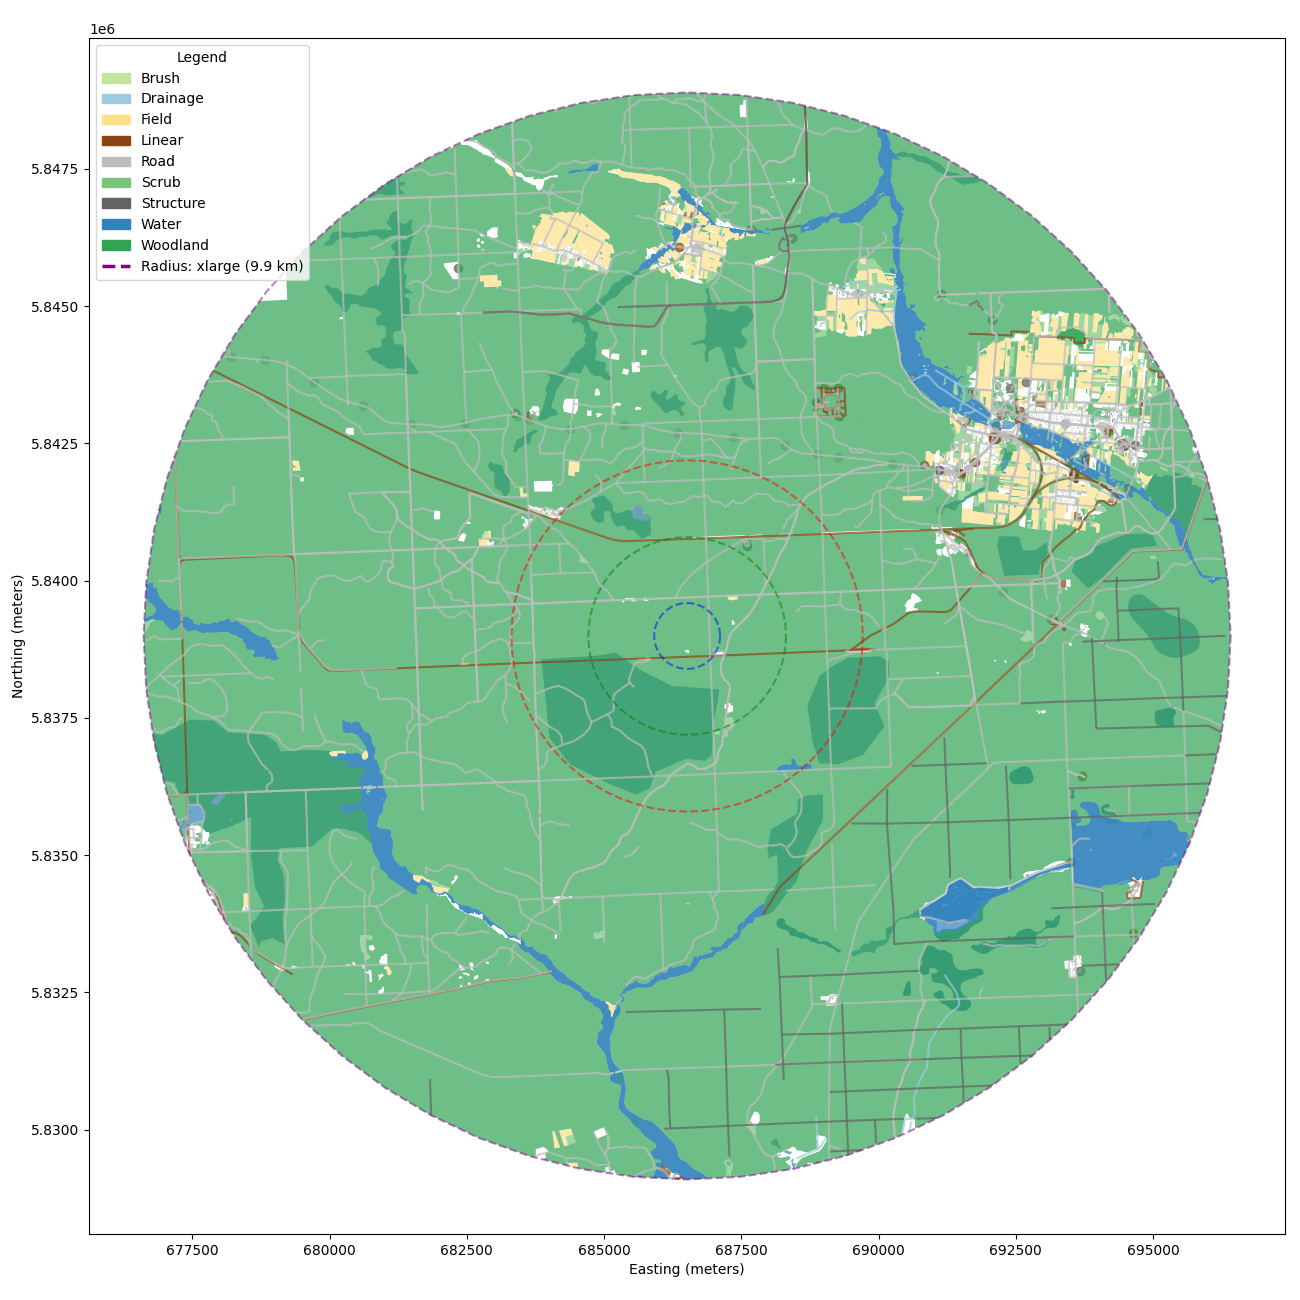 1e6
Legend
Brush
Drainage
Field
Linear
Road
Scrub
Structure
Water
Woodland
Radius: xlarge (9.9 km)
5.8475
5.8450
5.8425
5.8400
5.8375
5.8350
5.8325
5.8300
Northing (meters)
677500 680000 682500 685000 687500 690000 692500 695000
Easting (meters)